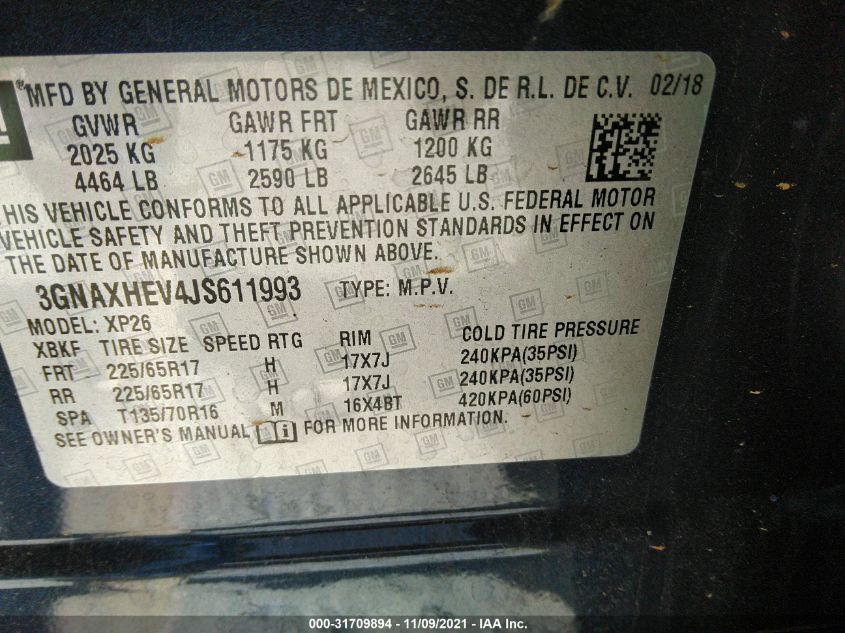 ®MFD BY GENERAL MOTORS DE MEXICO, S. DE R.L. DE C.V. 02/18
GVWR GAWR FRT GAWR RR
2025 KG 1175 KG 1200 KG
4464 LB 2590 LB 2645 LB
HIS VEHICLE CONFORMS TO ALL APPLICABLE U.S. FEDERAL MOTOR
VEHICLE SAFETY AND THEFT PREVENTION STANDARDS IN EFFECT ON
THE DATE OF MANUFACTURE SHOWN ABOVE.
3GNAXHEV4JS611993 TYPE: M.P.V.
MODEL: XP26
XBKF TIRE SIZE SPEED RTG RIM COLD TIRE PRESSURE
FRT 225/65R17 H 17X7J 240KPA(35PSI)
RR 225/65R17 H 17X7J 240KPA(35PSI)
SPA T135/70R16 M 16X4BT 420KPA(60PSI)
SEE OWNER'S MANUAL i FOR MORE INFORMATION.
000-31709894 - 11/09/2021 - IAA Inc.